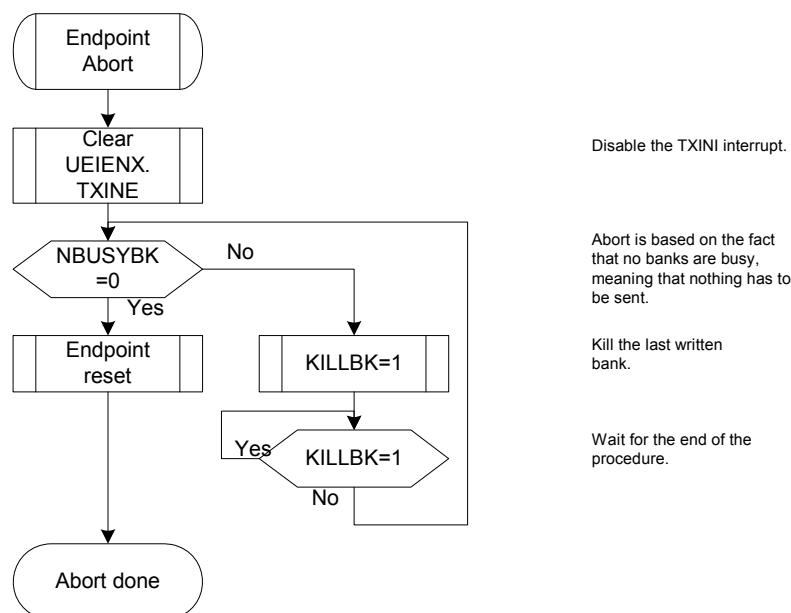 Endpoint
Abort
Clear
UEIENX.
TXINE
Disable the TXINI interrupt.
NBUSYBK
=0
No
Yes
Abort is based on the fact
that no banks are busy,
meaning that nothing has to
be sent.
Endpoint
reset
KILLBK=1
Kill the last written
bank.
Yes
KILLBK=1
No
Wait for the end of the
procedure.
Abort done